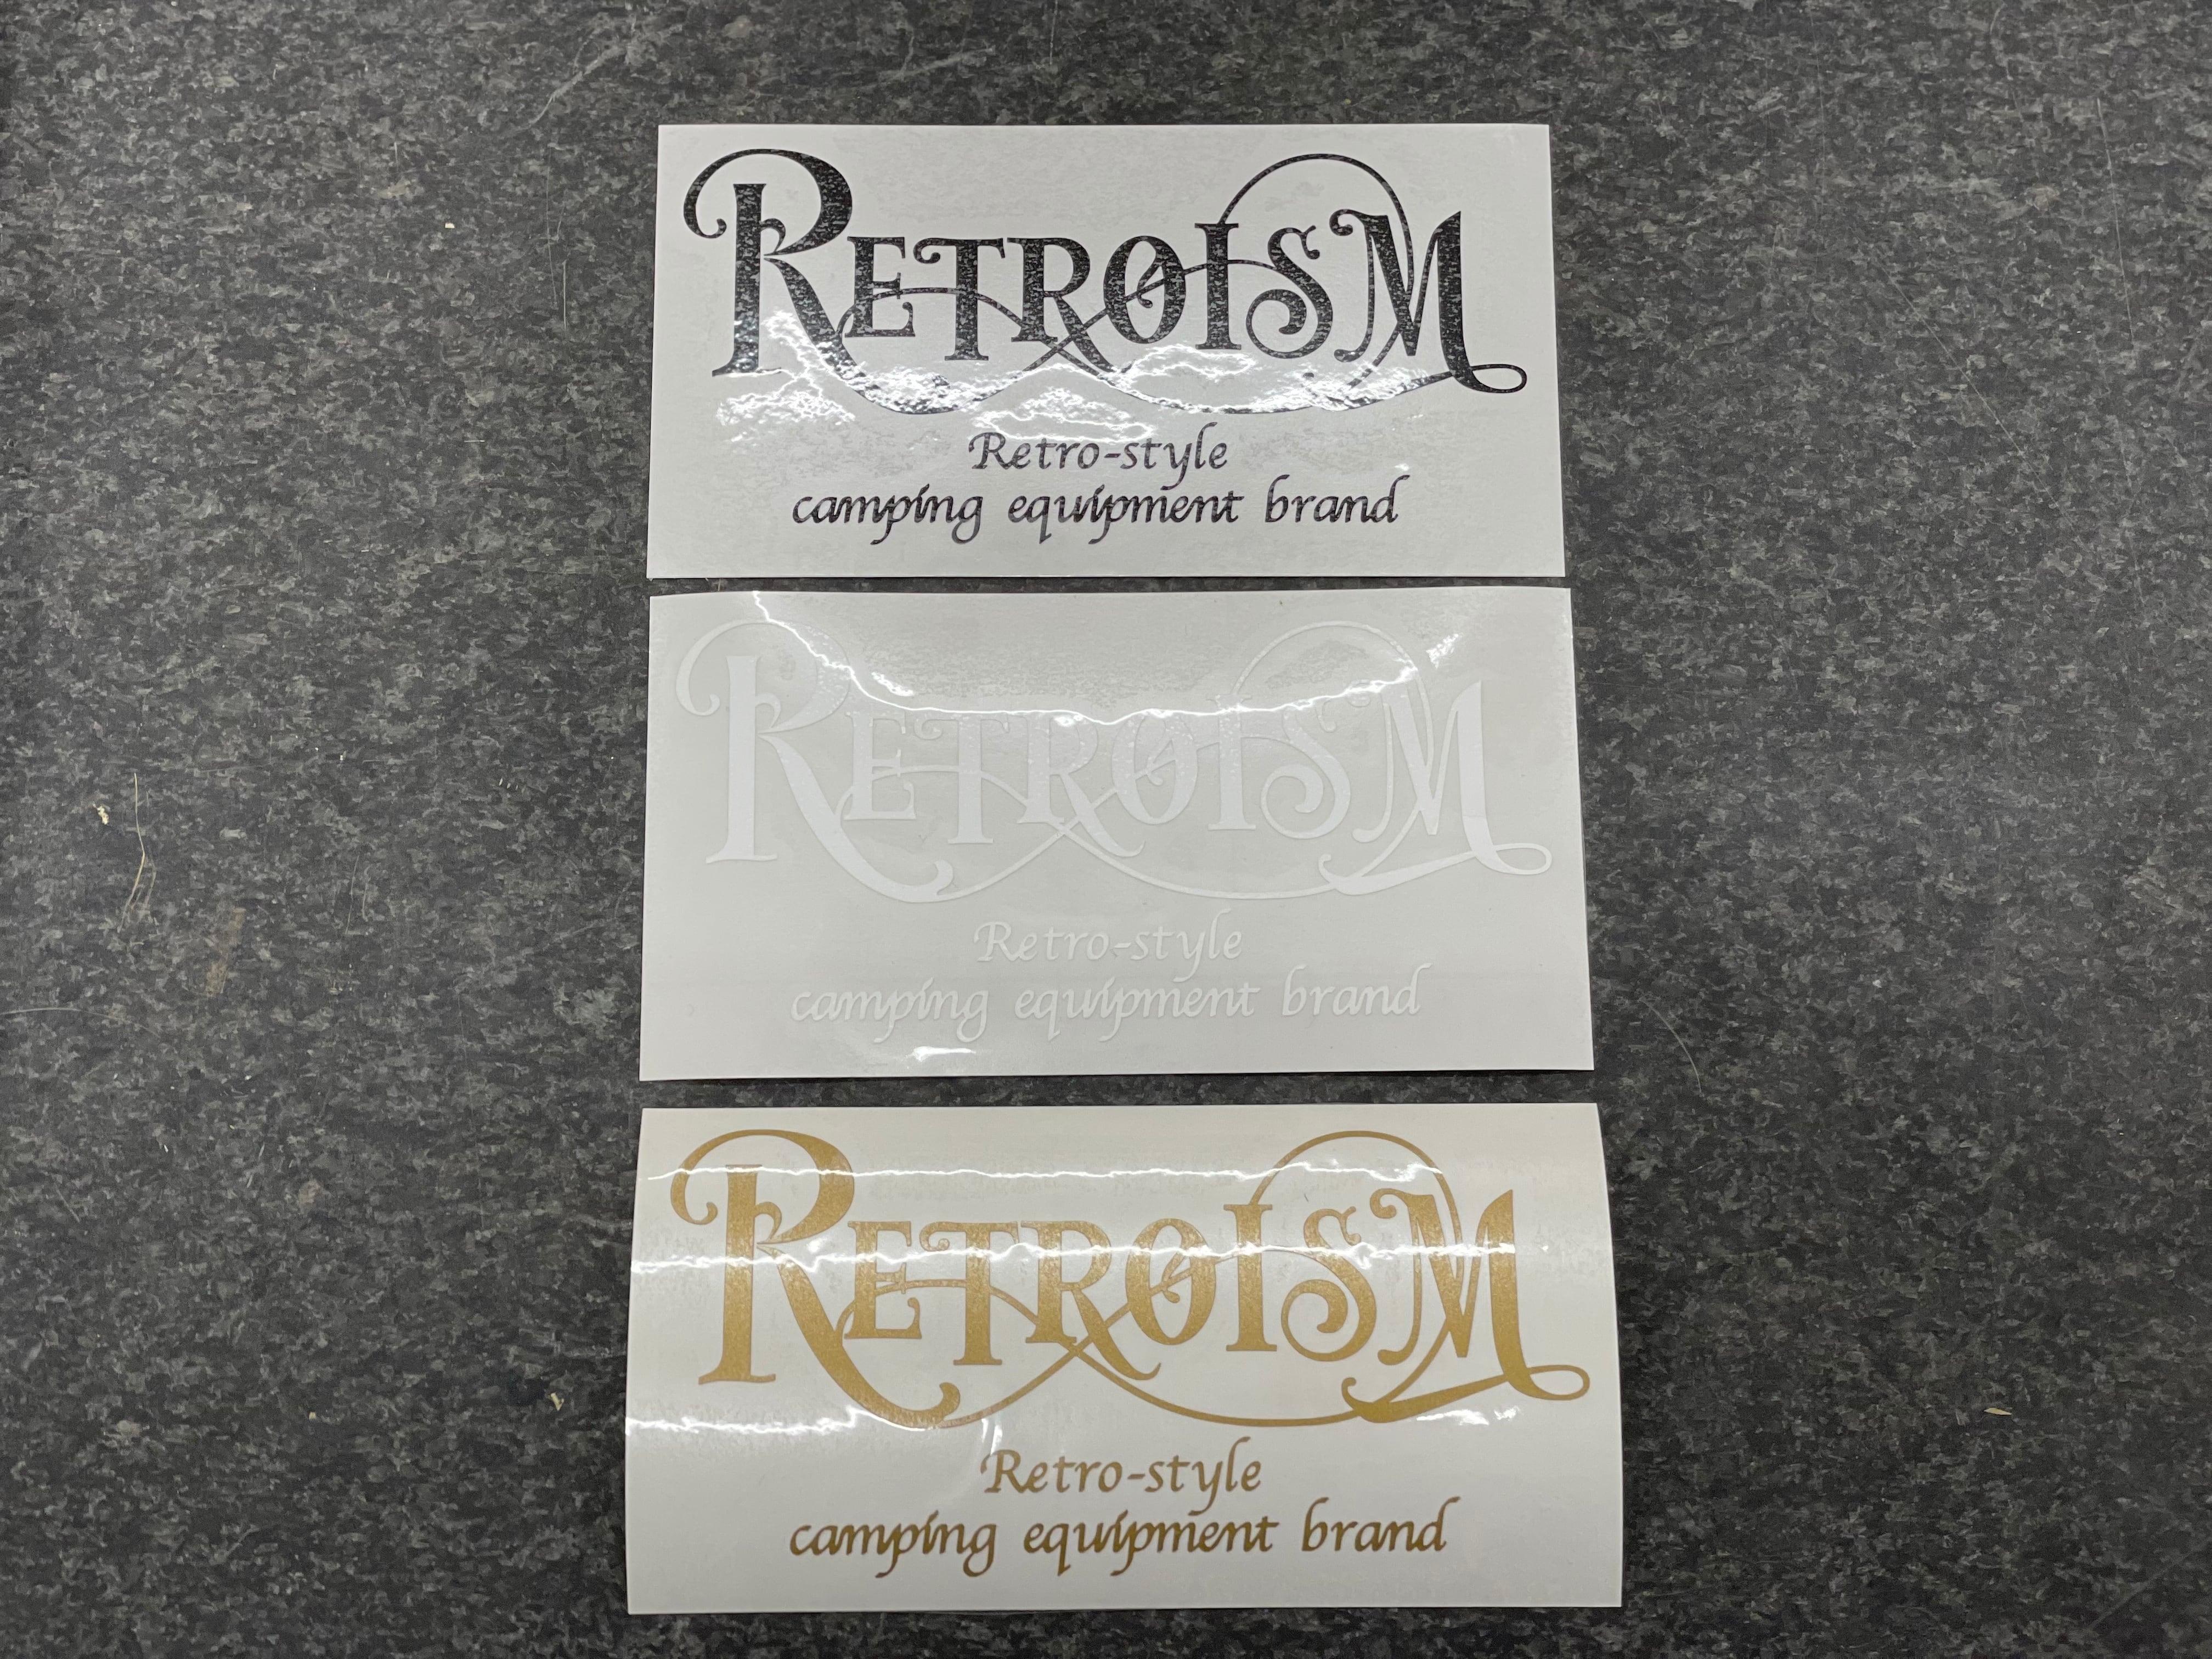 RETROISM
Retro-style
camping equipment brand
RETROISM
Retro-style
camping equipment brand
RETROISM
Retro-style
camping equipment brand